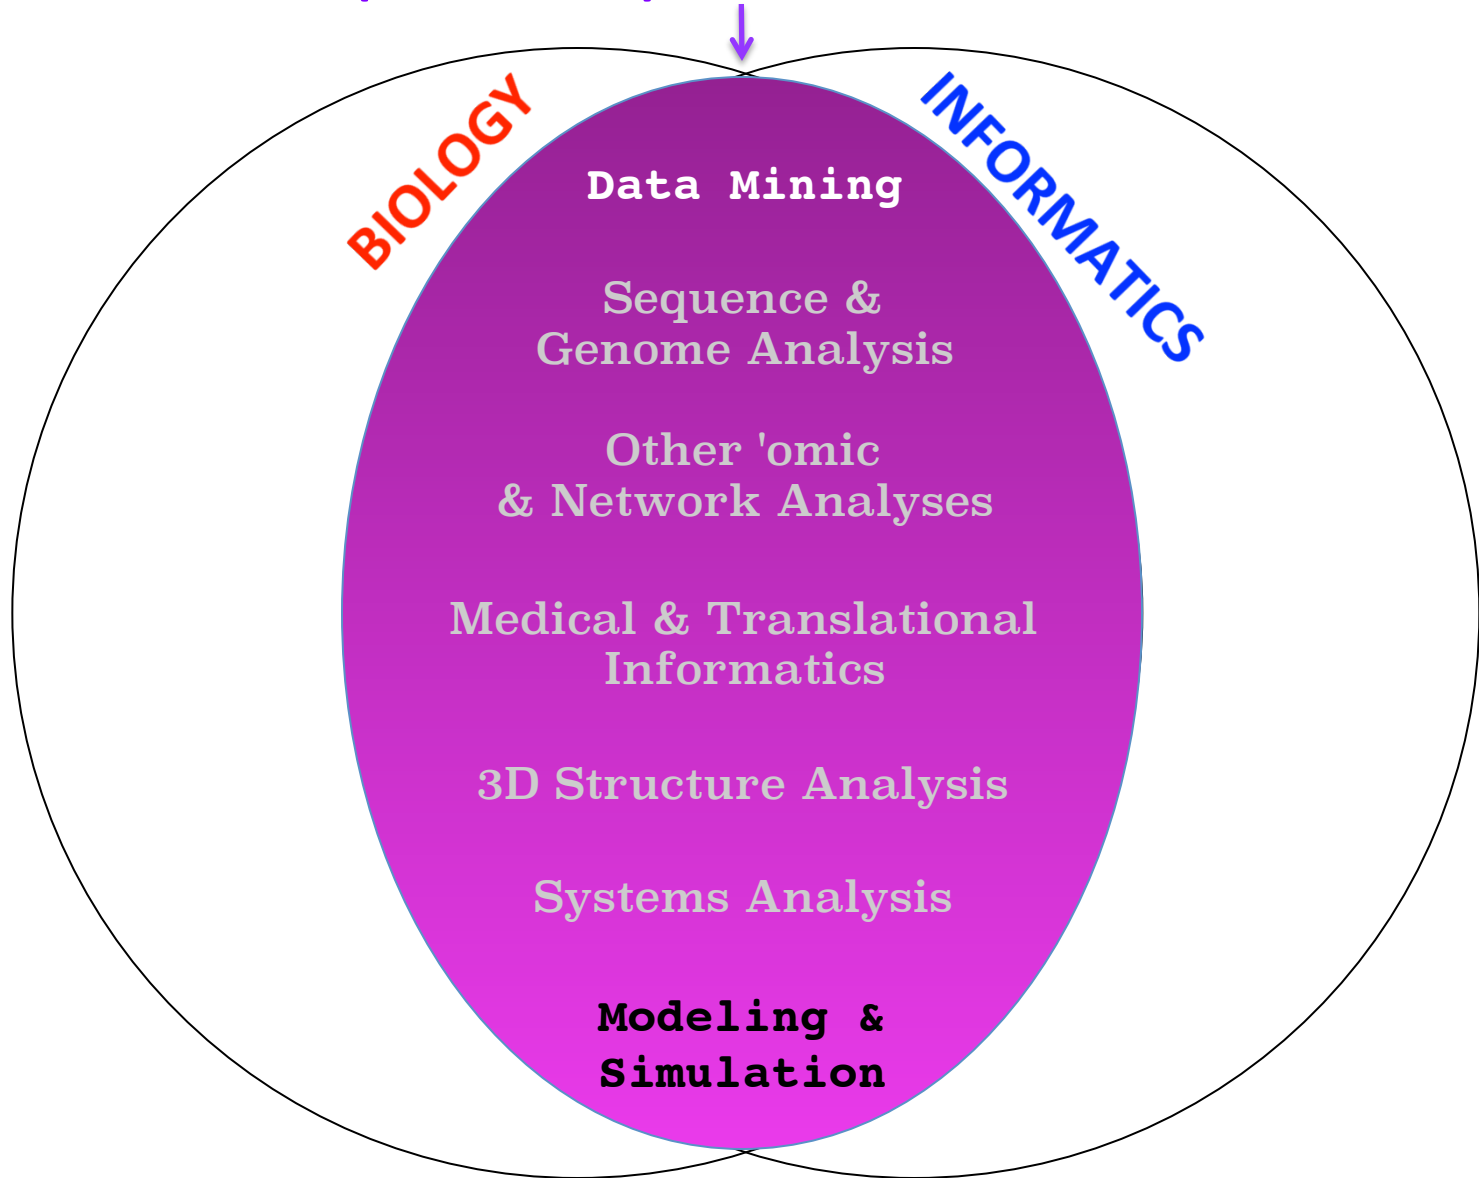 BIOLOGY
INFORMATICS
Data Mining
Sequence &
Genome Analysis
Other 'omic
& Network Analyses
Medical & Translational
Informatics
3D Structure Analysis
Systems Analysis
Modeling &
Simulation